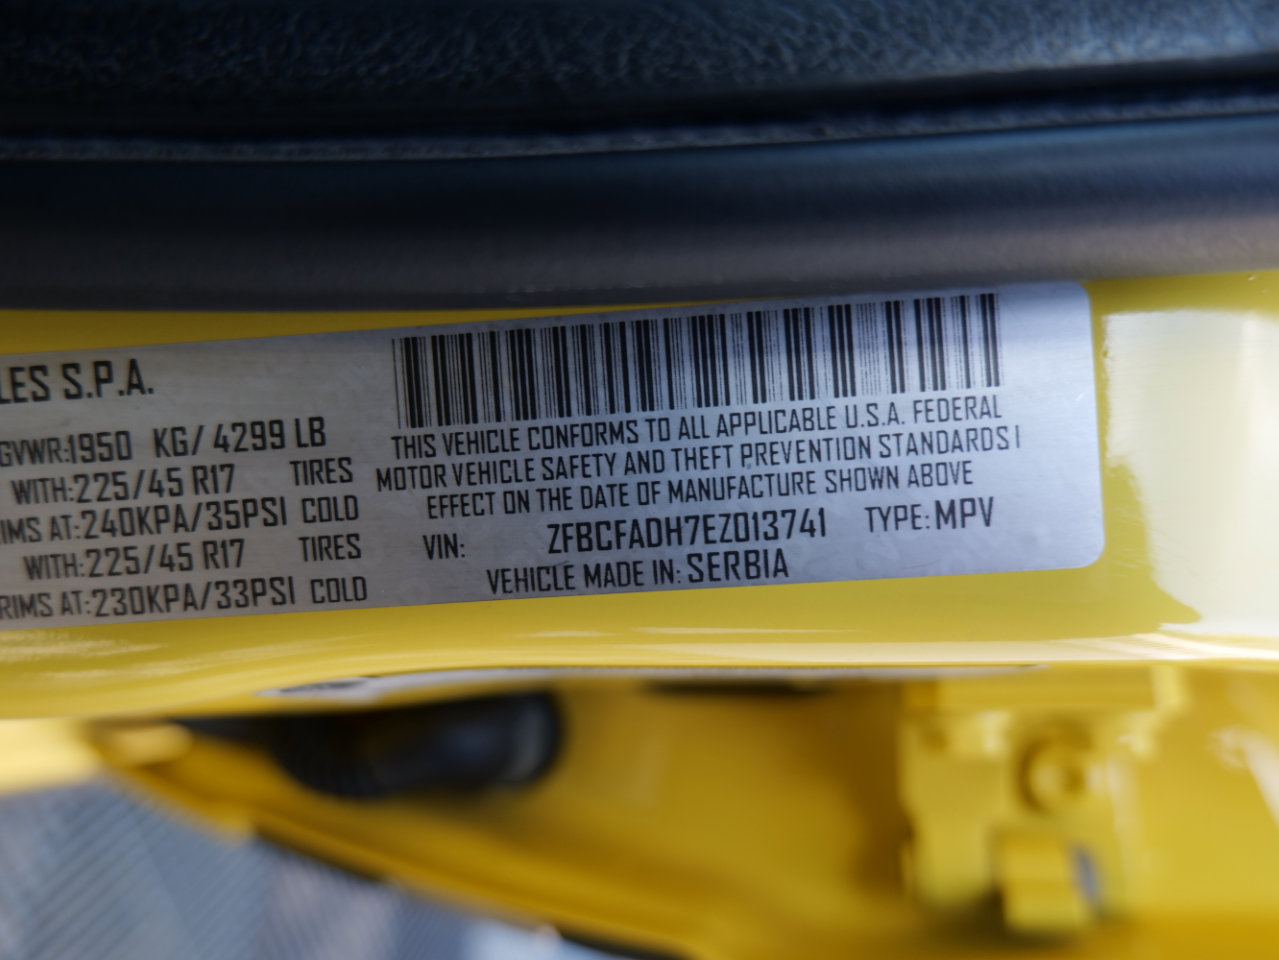 LES S.P.A.
GVWR:1950 KG/ 4299 LB
WITH:225/45 R17 TIRES
RIMS AT:240KPA/35PSI COLD
WITH:225/45 R17 TIRES
RIMS AT:230KPA/33PSI COLD
THIS VEHICLE CONFORMS TO ALL APPLICABLE U.S.A. FEDERAL
MOTOR VEHICLE SAFETY AND THEFT PREVENTION STANDARDS I
EFFECT ON THE DATE OF MANUFACTURE SHOWN ABOVE
VIN: ZFBCFADH7EZ013741 TYPE: MPV
VEHICLE MADE IN: SERBIA